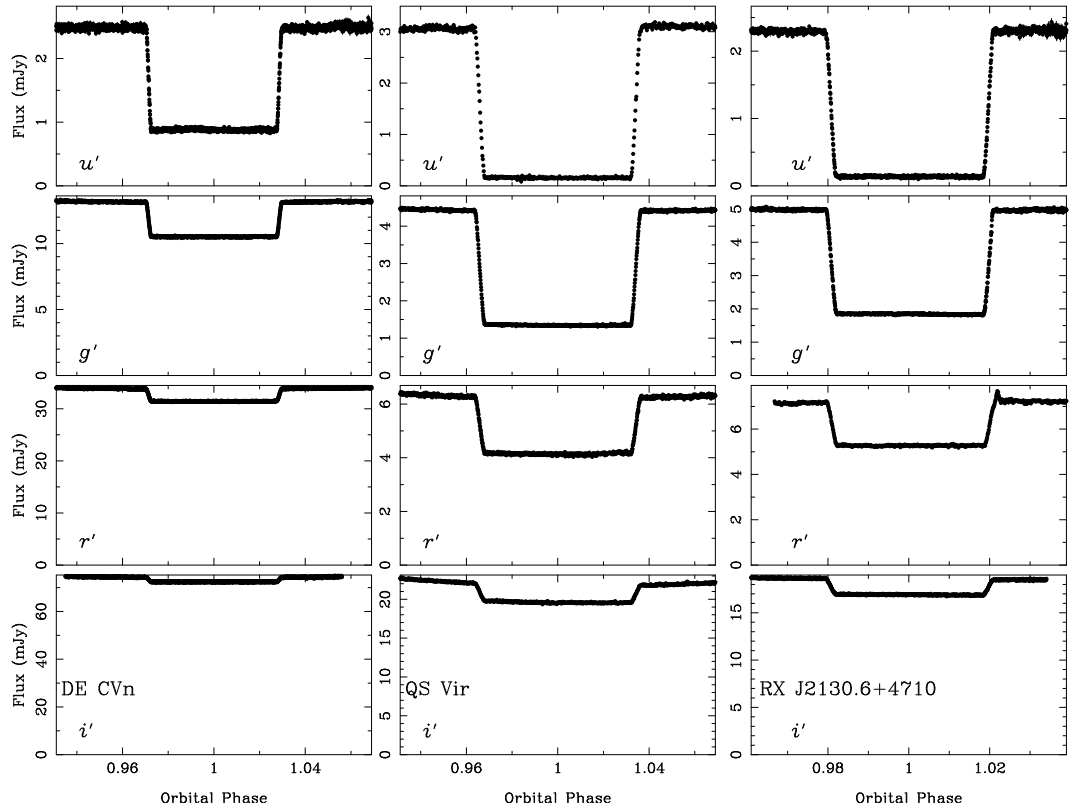 Flux (mJy)
2
1
0
u'
3
2
1
0
u'
2
1
0
u'
Flux (mJy)
10
5
0
g'
4
3
2
1
0
g'
5
4
3
2
1
0
g'
Flux (mJy)
30
20
10
0
r'
6
4
2
0
r'
6
4
2
0
r'
Flux (mJy)
60
40
20
0
DE CVn
i'
20
15
10
5
0
QS Vir
i'
15
10
5
0
RX J2130.6+4710
i'
0.96 1 1.04
0.96 1 1.04
0.98 1 1.02
Orbital Phase
Orbital Phase
Orbital Phase